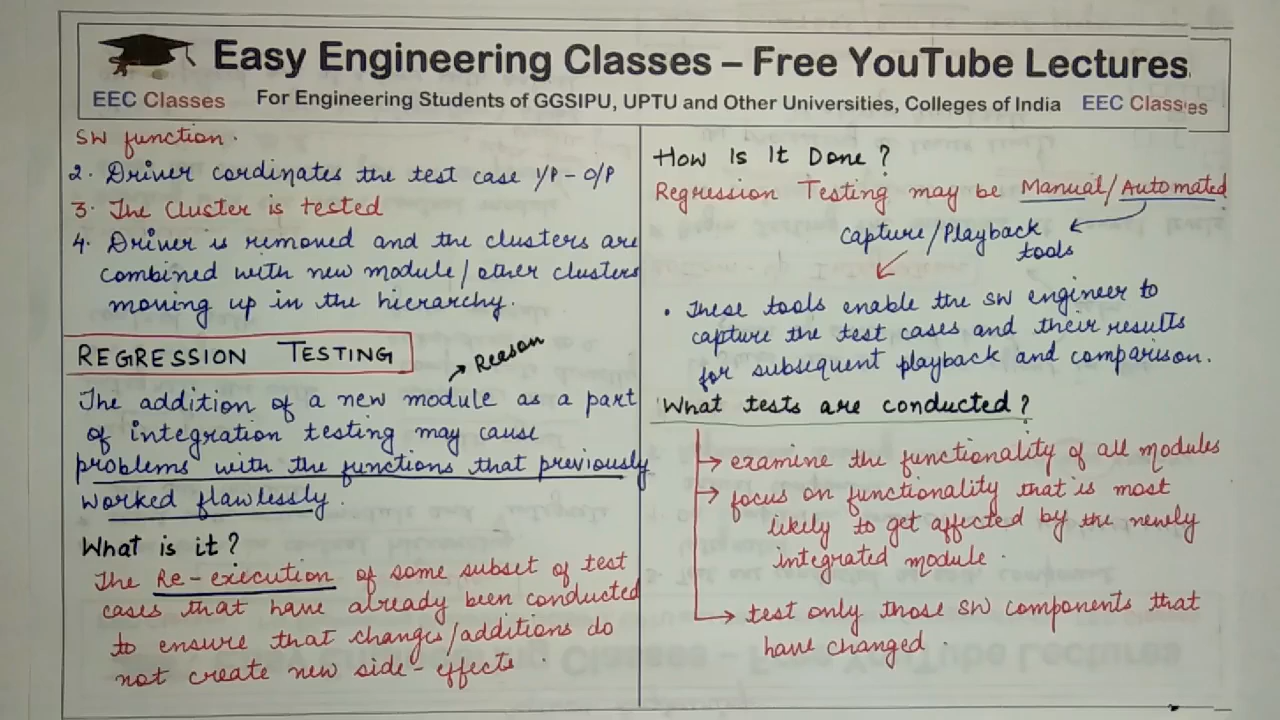 Easy Engineering Classes – Free YouTube Lectures
EEC Classes For Engineering Students of GGSIPU, UPTU and Other Universities, Colleges of India EEC Classes
SW function.
2. Driver cordinates the test case I/P - O/P
3. The Cluster is tested
4. Driver is removed and the clusters are
combined with new module / other clusters
moving up in the hierarchy.
REGRESSION TESTING
Reason
The addition of a new module as a part
of integration testing may cause
problems with the functions that previously
worked flawlessly.
What is it?
The Re-execution of some subset of test
cases that have already been conducted
to ensure that changes/additions do
not create new side-effects.
How Is It Done?
Regression Testing may be Manual/Automated
Capture/Playback
tools
• These tools enable the SW engineer to
capture the test cases and their results
for subsequent playback and comparison.
What tests are conducted?
→ examine the functionality of all modules
→ focus on functionality that is most
likely to get affected by the newly
integrated module.
→ test only those SW components that
have changed.